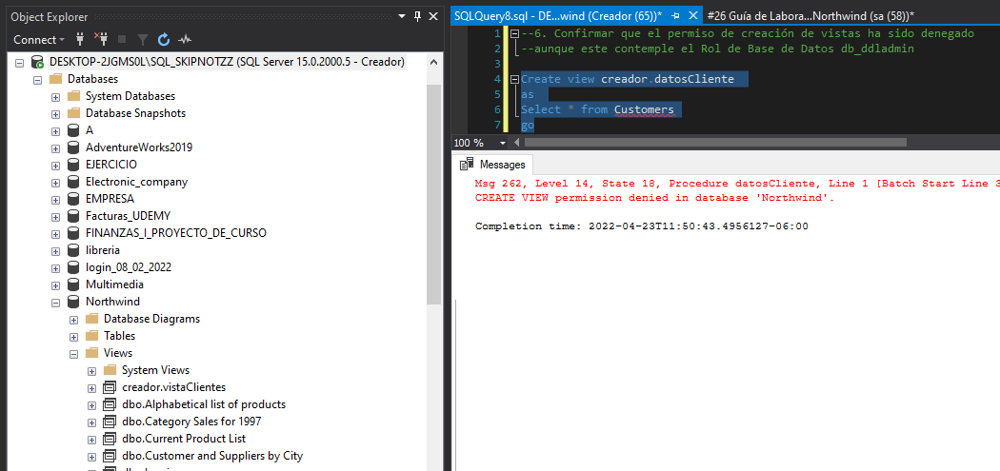 Object Explorer
Connect
DESKTOP-2JGMS0L\SQL_SKIPNOTZZ (SQL Server 15.0.2000.5 - Creador)
Databases
System Databases
Database Snapshots
A
AdventureWorks2019
EJERCICIO
Electronic_company
EMPRESA
Facturas_UDEMY
FINANZAS_I_PROYECTO_DE_CURSO
libreria
login_08_02_2022
Multimedia
Northwind
Database Diagrams
Tables
Views
System Views
creador.vistaClientes
dbo.Alphabetical list of products
dbo.Category Sales for 1997
dbo.Current Product List
dbo.Customer and Suppliers by City
SQLQuery8.sql - DE...wind (Creador (65))*
#26 Guía de Labora...Northwind (sa (58))*
1 --6. Confirmar que el permiso de creación de vistas ha sido denegado
2 --aunque este contemple el Rol de Base de Datos db_ddladmin
3
4 Create view creador.datosCliente
5 as
6 Select * from Customers
7 go
100 %
Messages
Msg 262, Level 14, State 18, Procedure datosCliente, Line 1 [Batch Start Line 3
CREATE VIEW permission denied in database 'Northwind'.
Completion time: 2022-04-23T11:50:43.4956127-06:00